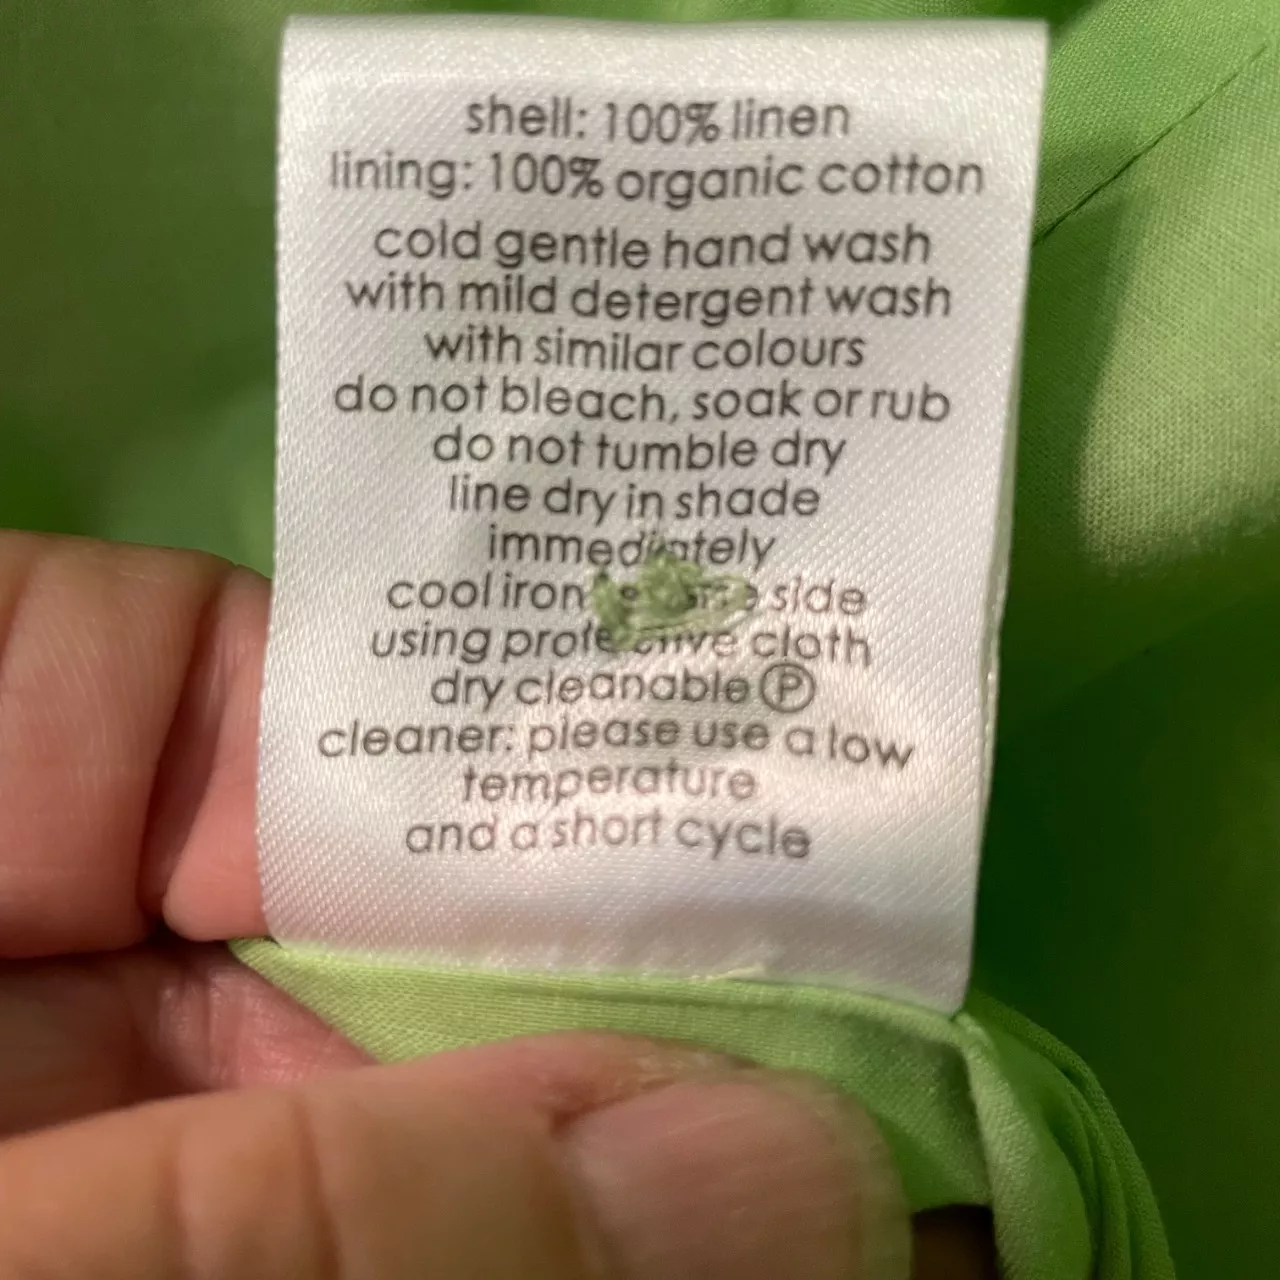 shell: 100% linen
lining: 100% organic cotton
cold gentle hand wash
with mild detergent wash
with similar colours
do not bleach, soak or rub
do not tumble dry
line dry in shade
immediately
cool iron side
using protective cloth
dry cleanable Ⓟ
cleaner: please use a low
temperature
and a short cycle